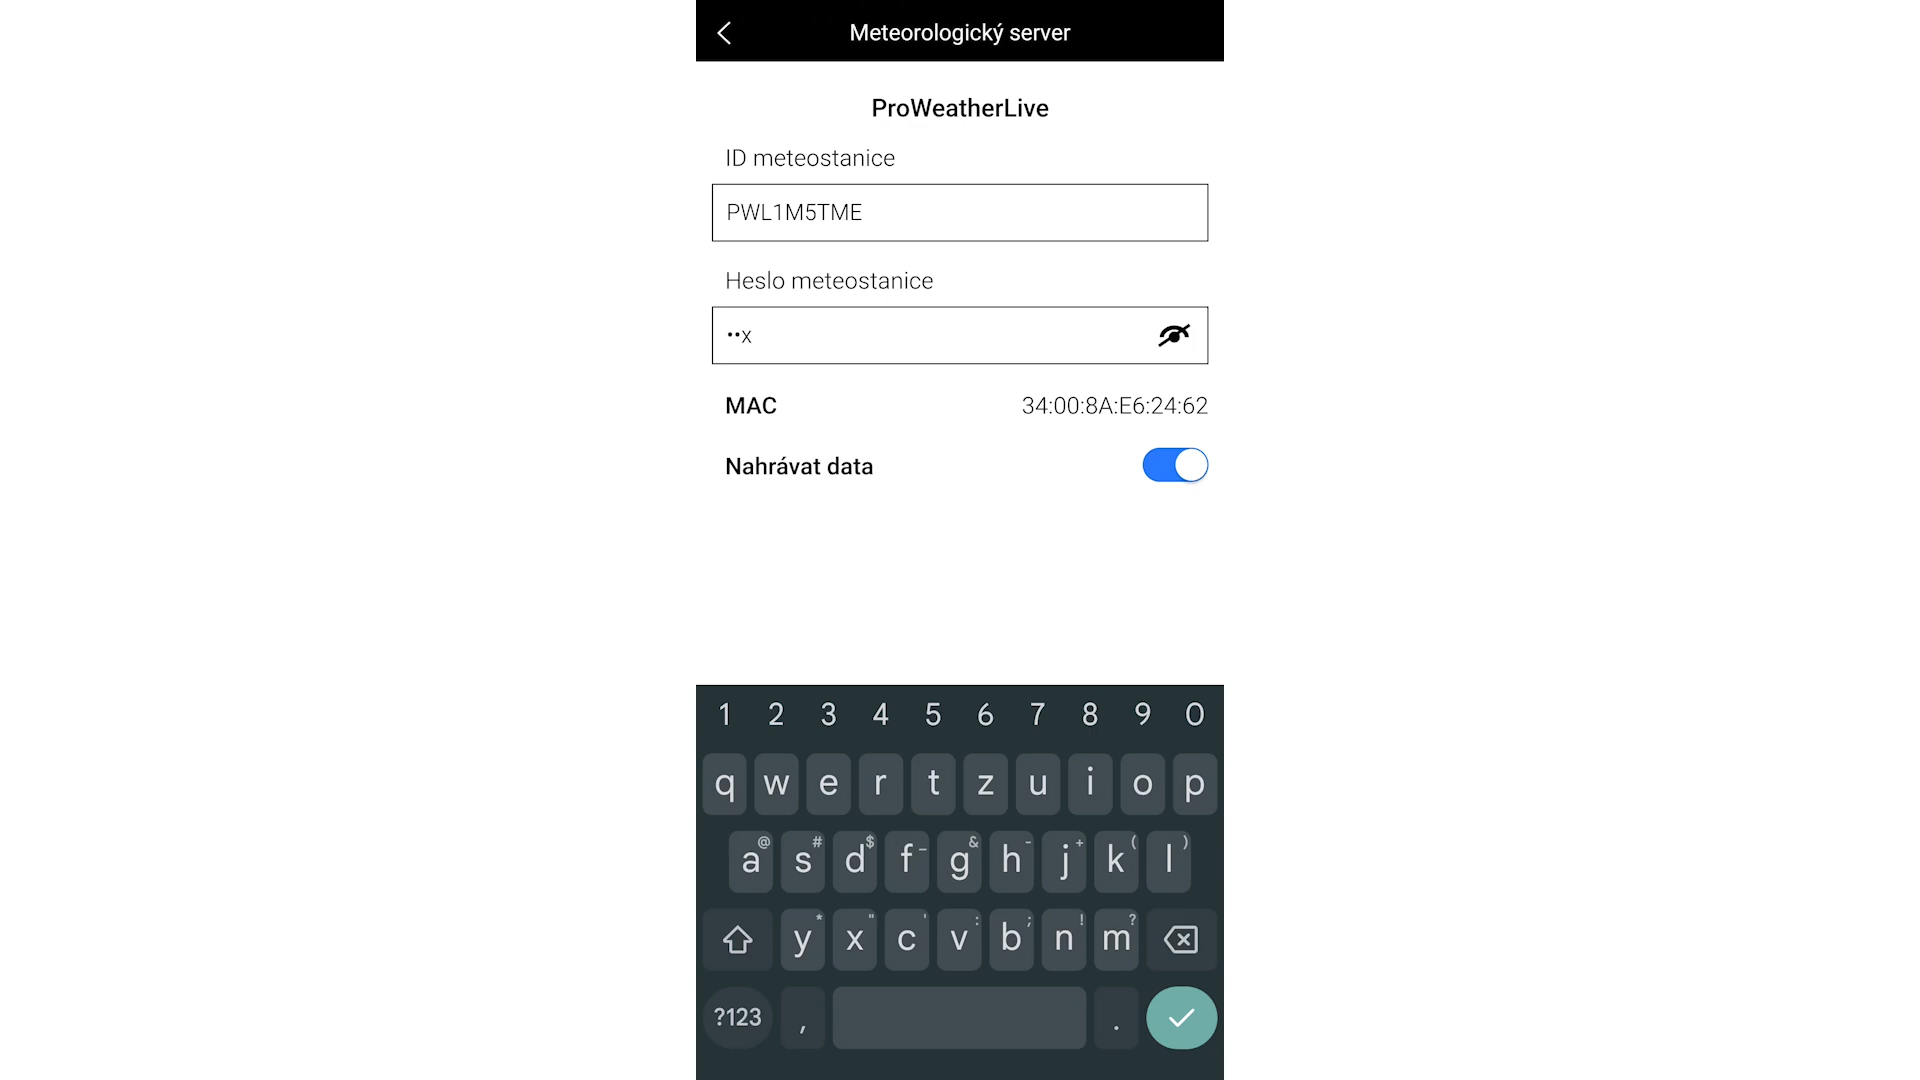 Meteorologický server
ProWeatherLive
ID meteostanice
PWL1M5TME
Heslo meteostanice
••x
MAC 34:00:8A:E6:24:62
Nahrávat data
1 2 3 4 5 6 7 8 9 0
q w e r t z u i o p
@ # $ _ & - + ( )
a s d f g h j k l
* " ' : ; ! ?
y x c v b n m
?123 , .